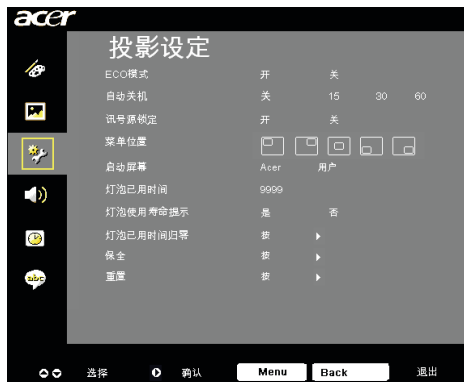 acer
投影设定
ECO模式 开 关
自动关机 关 15 30 60
讯号源锁定 开 关
菜单位置
启动屏幕 Acer 用户
灯泡已用时间 9999
灯泡使用寿命提示 是 否
灯泡已用时间归零 按
保全 按
重置 按
abc
选择 确认 Menu Back 退出